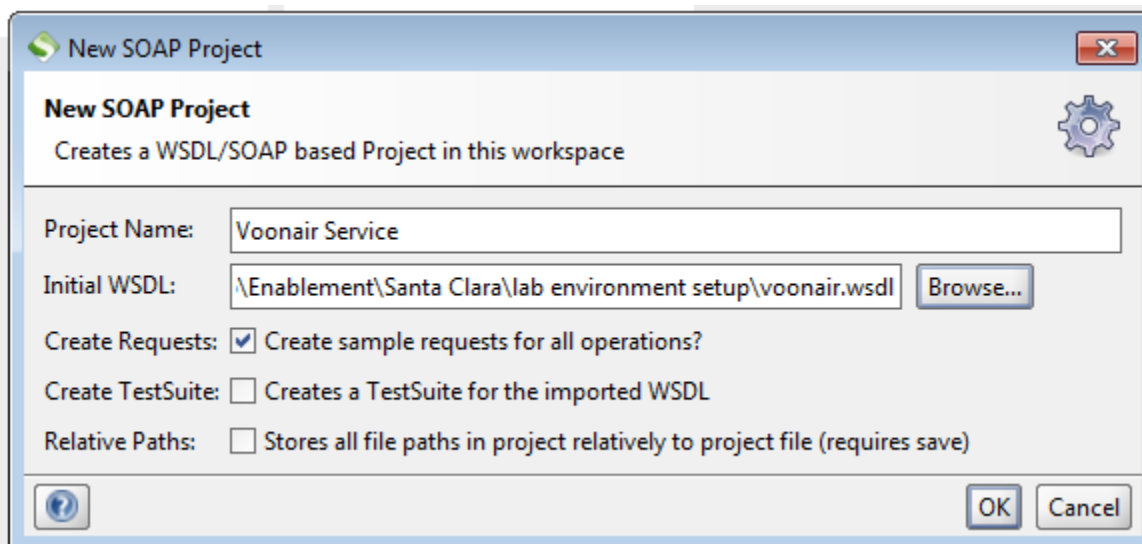 New SOAP Project
New SOAP Project
Creates a WSDL/SOAP based Project in this workspace
Project Name: Voonair Service
Initial WSDL: \Enablement\Santa Clara\lab environment setup\voonair.wsdl Browse...
Create Requests: Create sample requests for all operations?
Create TestSuite: Creates a TestSuite for the imported WSDL
Relative Paths: Stores all file paths in project relatively to project file (requires save)
OK Cancel